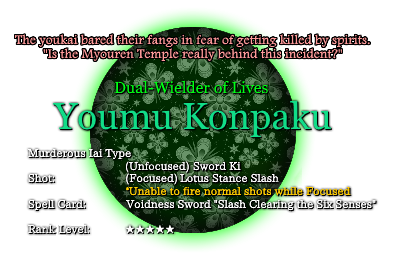 The youkai bared their fangs in fear of getting killed by spirits.
"Is the Myouren Temple really behind this incident?"
Dual-Wielder of Lives
Youmu Konpaku
Murderous Iai Type
(Unfocused) Sword Ki
Shot: (Focused) Lotus Stance Slash
*Unable to fire normal shots while Focused
Spell Card: Voidness Sword "Slash Clearing the Six Senses"
Rank Level: ★★★★★